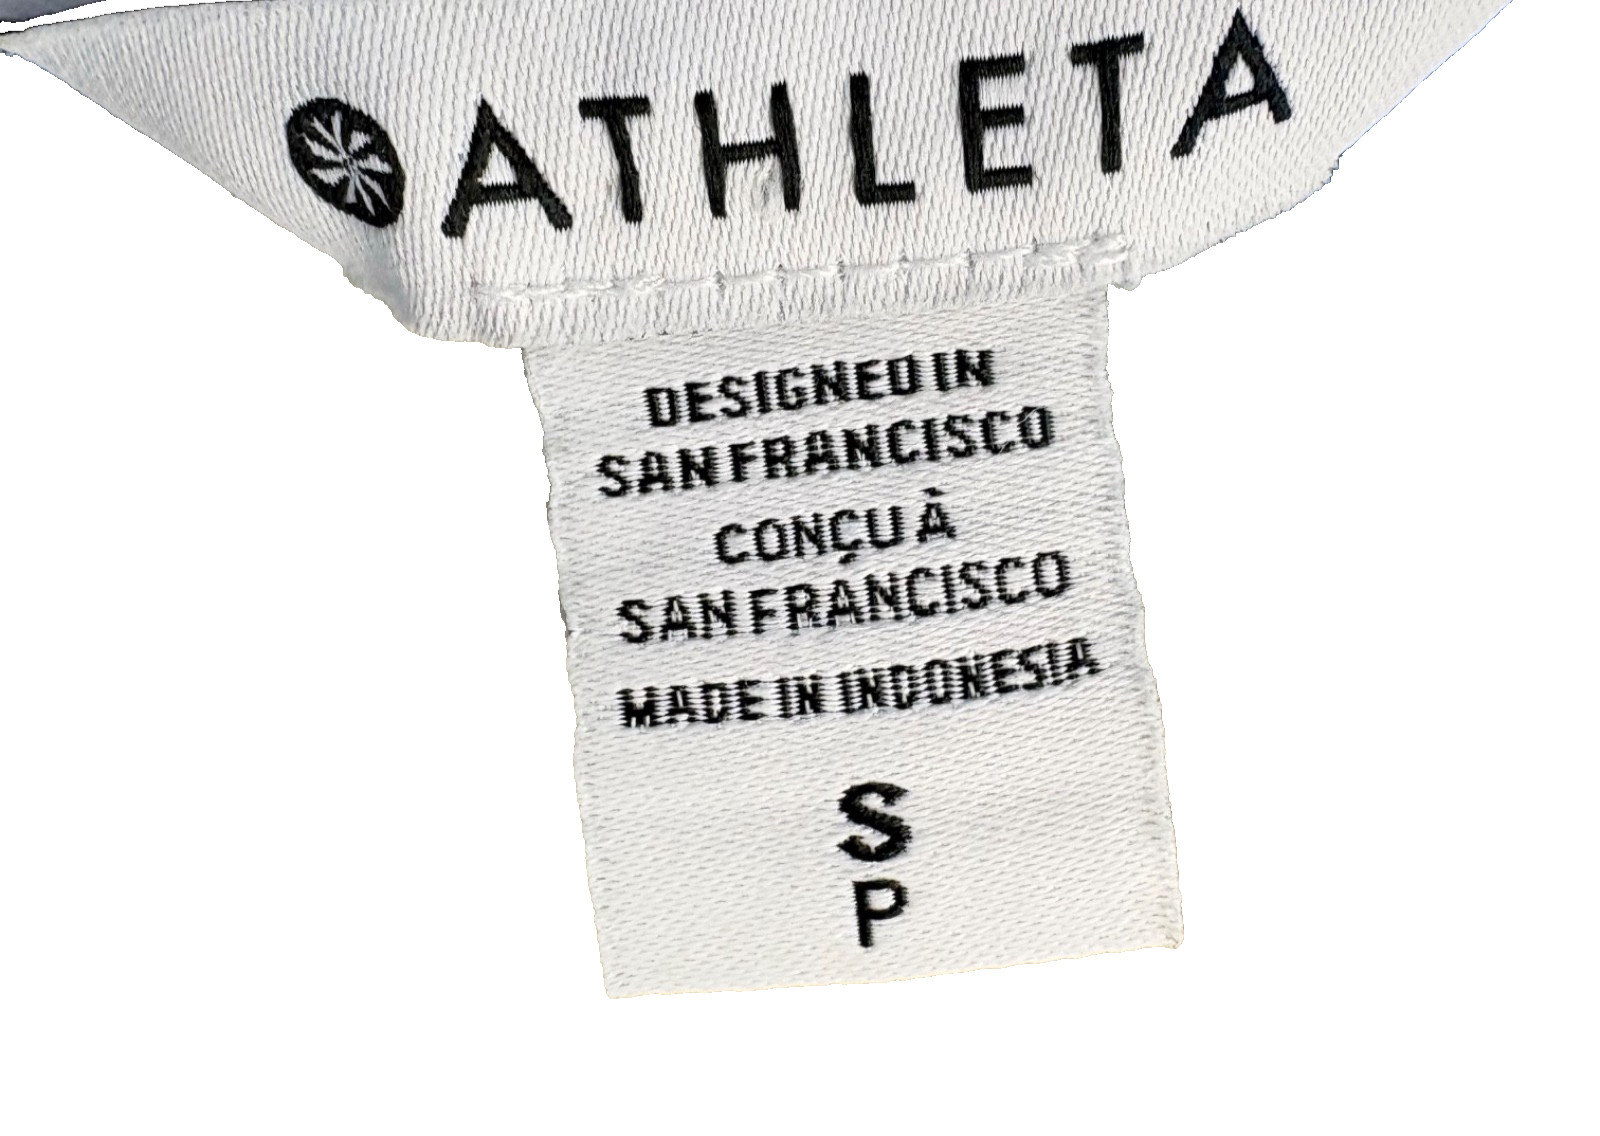 ATHLETA
DESIGNED IN
SAN FRANCISCO
CONÇU À
SAN FRANCISCO
MADE IN INDONESIA
S
P